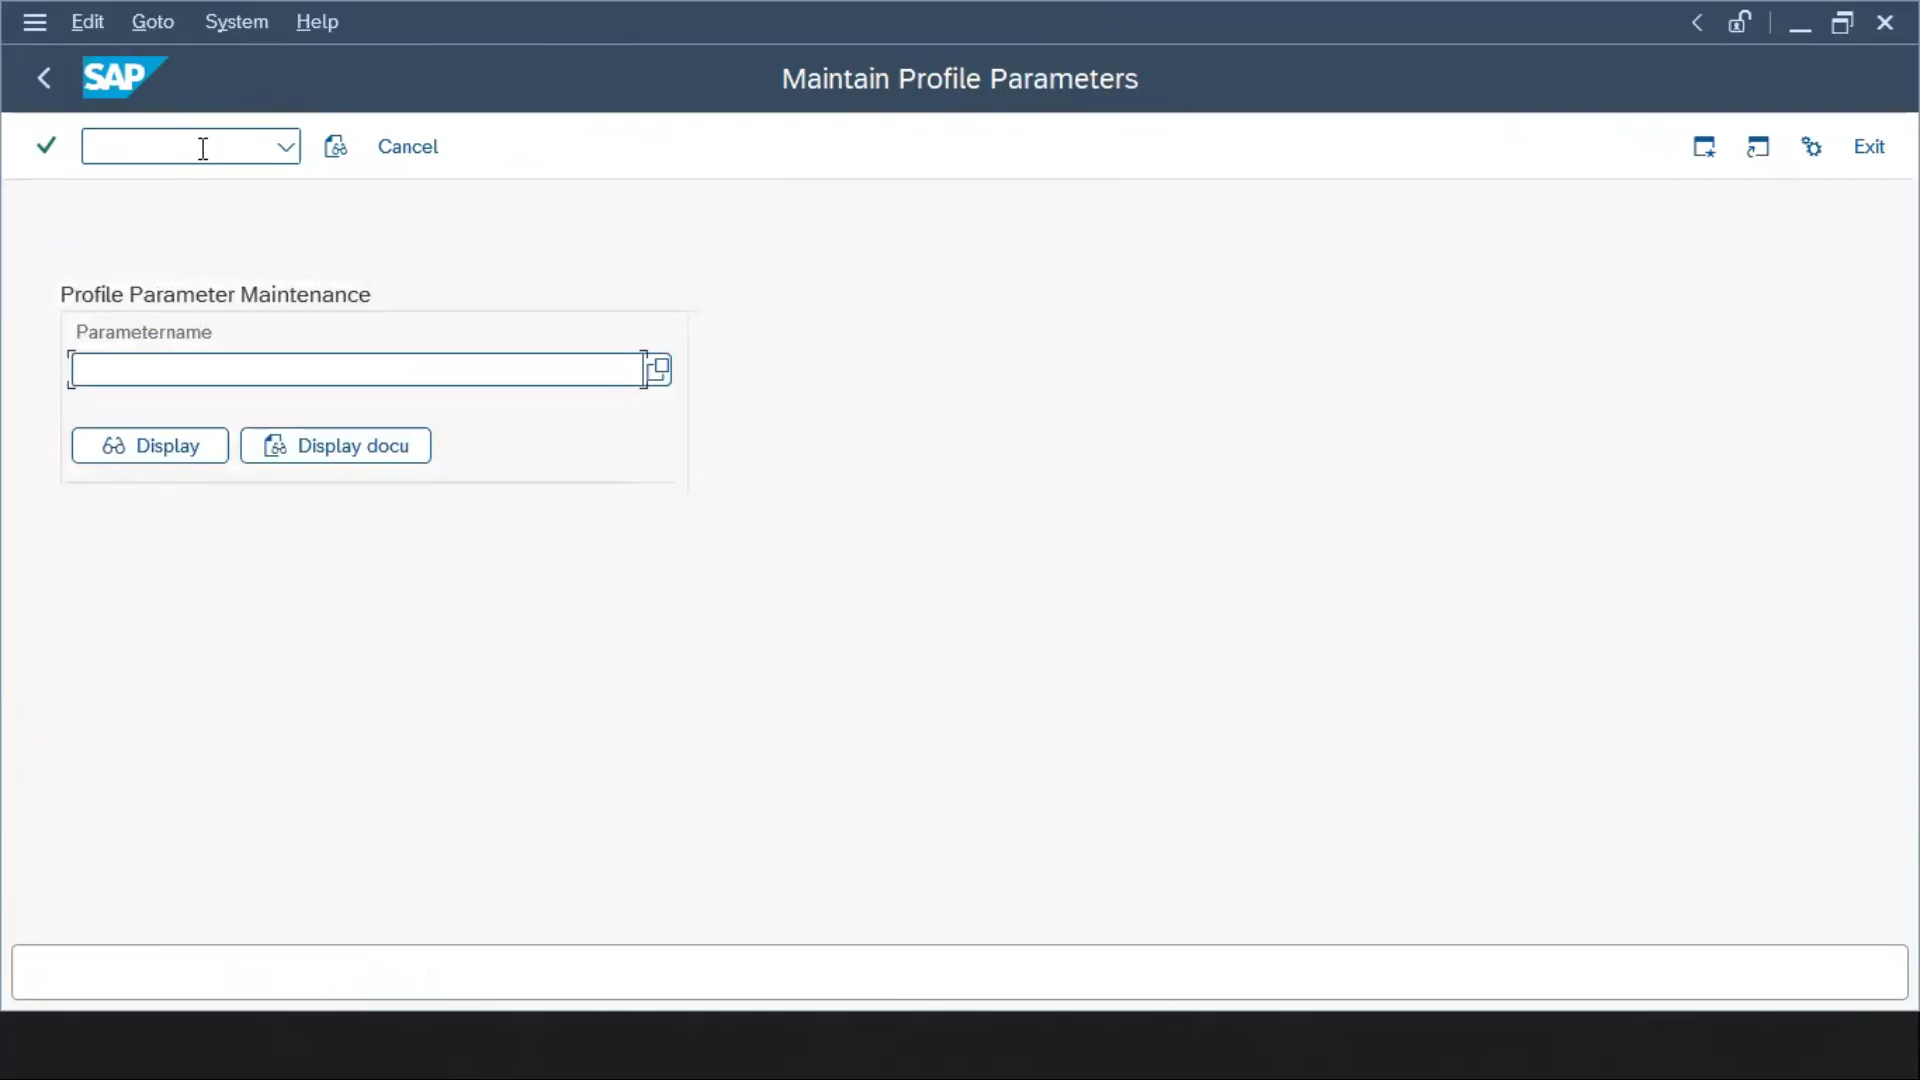 Edit Goto System Help
SAP Maintain Profile Parameters
Cancel Exit
Profile Parameter Maintenance
Parametername
Display Display docu